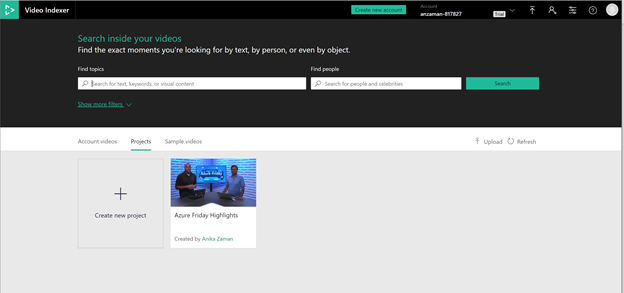 Video Indexer
Create new account
Account
anzaman-817827
Trial
Search inside your videos
Find the exact moments you're looking for by text, by person, or even by object.
Find topics
Find people
Search for text, keywords, or visual content
Search for people and celebrities
Search
Show more filters
Account videos
Projects
Sample videos
Upload
Refresh
Create new project
Azure Friday Highlights
Created by Anika Zaman